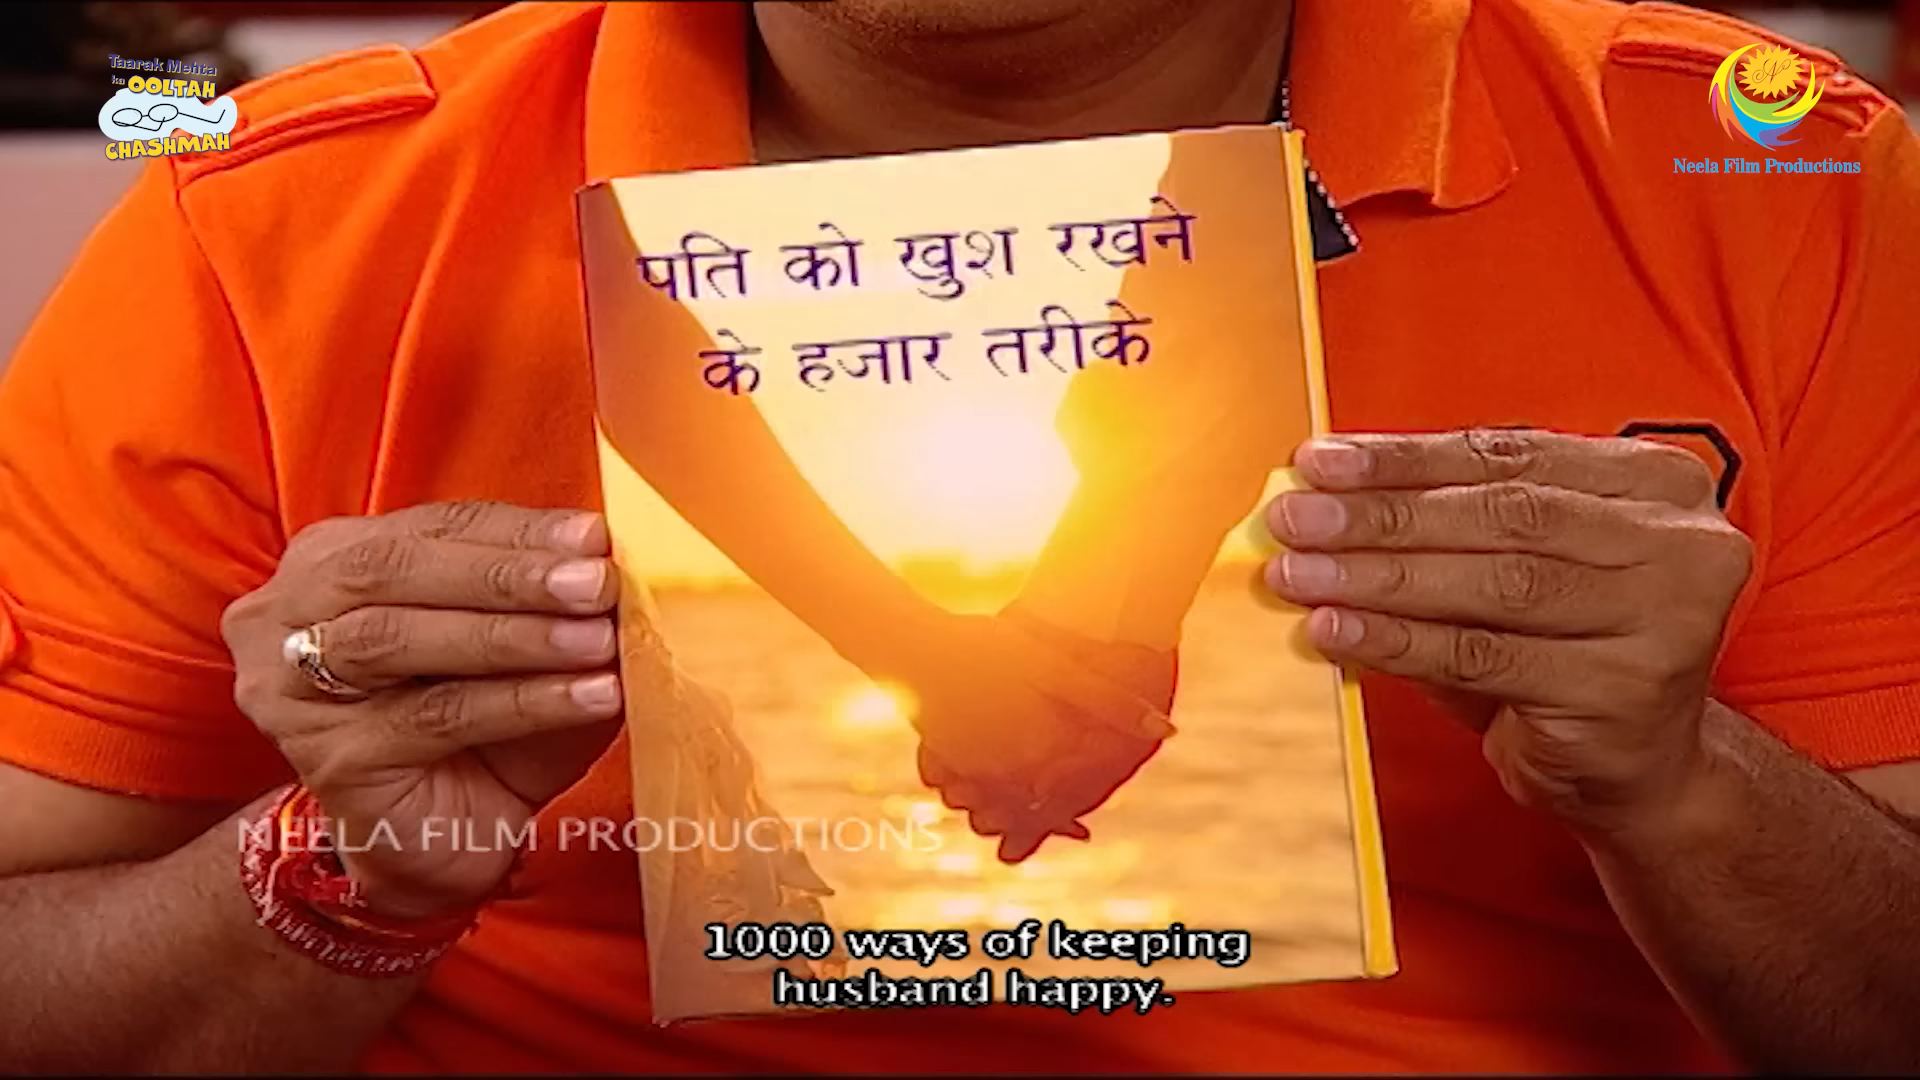 Taarak Mehta
ka OOLTAH
CHASHMAH
Neela Film Productions
पति को खुश रखने
के हजार तरीके
NEELA FILM PRODUCTIONS
1000 ways of keeping
husband happy.